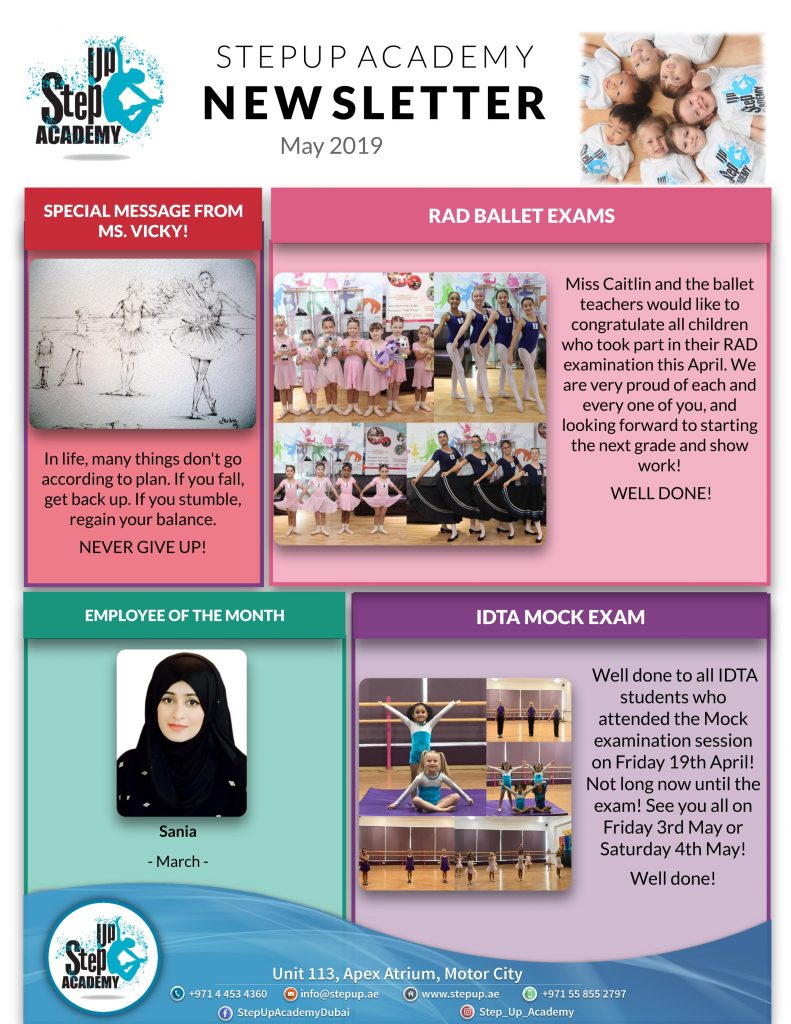 Up
Step
ACADEMY
STEPUP ACADEMY
NEWSLETTER
May 2019
SPECIAL MESSAGE FROM
MS. VICKY!
In life, many things don't go
according to plan. If you fall,
get back up. If you stumble,
regain your balance.
NEVER GIVE UP!
RAD BALLET EXAMS
Miss Caitlin and the ballet
teachers would like to
congratulate all children
who took part in their RAD
examination this April. We
are very proud of each and
every one of you, and
looking forward to starting
the next grade and show
work!
WELL DONE!
EMPLOYEE OF THE MONTH
Sania
- March -
IDTA MOCK EXAM
Well done to all IDTA
students who
attended the Mock
examination session
on Friday 19th April!
Not long now until the
exam! See you all on
Friday 3rd May or
Saturday 4th May!
Well done!
Up
Step
ACADEMY
Unit 113, Apex Atrium, Motor City
+971 4 453 4360 info@stepup.ae www.stepup.ae +971 55 855 2797
StepUpAcademyDubai Step_Up_Academy